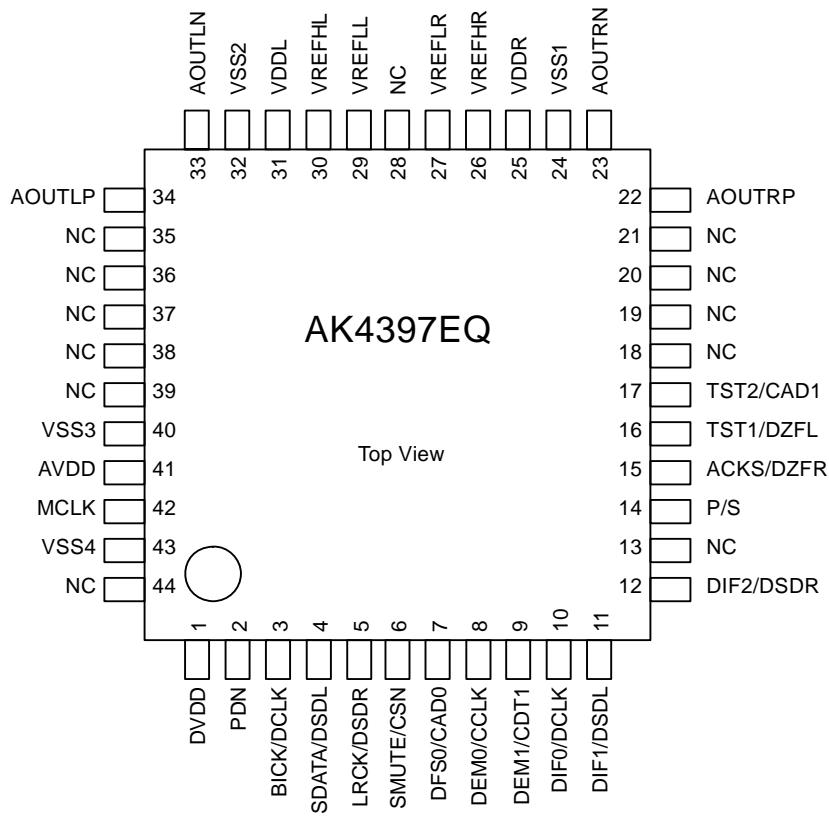 AOUTLN
VSS2
VDDL
VREFHL
VREFLL
NC
VREFLR
VREFHR
VDDR
VSS1
AOUTRN
33
32
31
30
29
28
27
26
25
24
23
AOUTLP 34
NC 35
NC 36
NC 37
NC 38
NC 39
VSS3 40
AVDD 41
MCLK 42
VSS4 43
NC 44
AK4397EQ
Top View
22 AOUTRP
21 NC
20 NC
19 NC
18 NC
17 TST2/CAD1
16 TST1/DZFL
15 ACKS/DZFR
14 P/S
13 NC
12 DIF2/DSDR
1
2
3
4
5
6
7
8
9
10
11
DVDD
PDN
BICK/DCLK
SDATA/DSDL
LRCK/DSDR
SMUTE/CSN
DFS0/CAD0
DEM0/CCLK
DEM1/CDT1
DIF0/DCLK
DIF1/DSDL